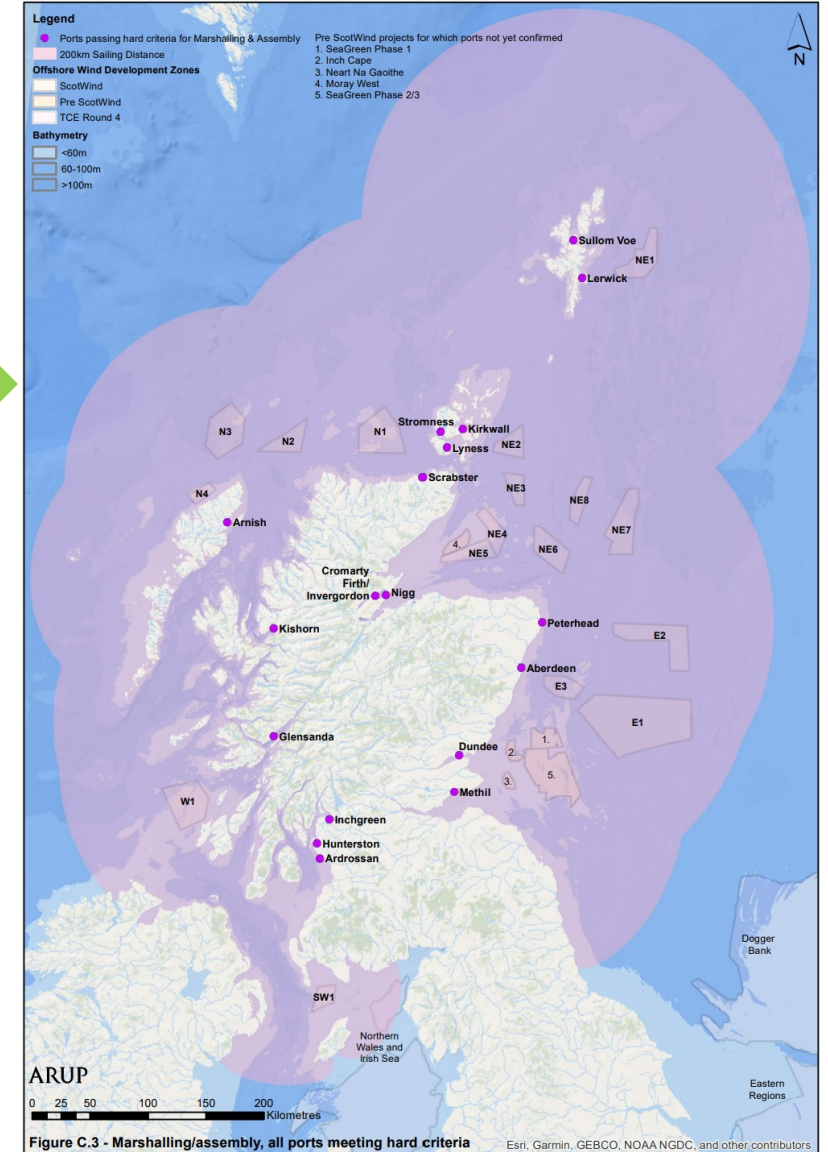 Legend
Ports passing hard criteria for Marshalling & Assembly
200km Sailing Distance
Offshore Wind Development Zones
ScotWind
Pre ScotWind
TCE Round 4
Bathymetry
<60m
60-100m
>100m
Pre ScotWind projects for which ports not yet confirmed
1. SeaGreen Phase 1
2. Inch Cape
3. Neart Na Gaoithe
4. Moray West
5. SeaGreen Phase 2/3
N
Sullom Voe
NE1
Lerwick
N3
N2
N1
Stromness
Kirkwall
Lyness
NE2
Scrabster
N4
NE3
NE8
Arnish
NE4
NE7
4.
NE5
NE6
Cromarty
Firth/
Invergordon
Nigg
Kishorn
Peterhead
E2
Aberdeen
E3
E1
Glensanda
Dundee
1.
2.
5.
3.
Methil
W1
Inchgreen
Hunterston
Ardrossan
Dogger
Bank
SW1
Northern
Wales and
Irish Sea
Eastern
Regions
ARUP
0 25 50 100 150 200
Kilometres
Figure C.3 - Marshalling/assembly, all ports meeting hard criteria
Esri, Garmin, GEBCO, NOAA NGDC, and other contributors